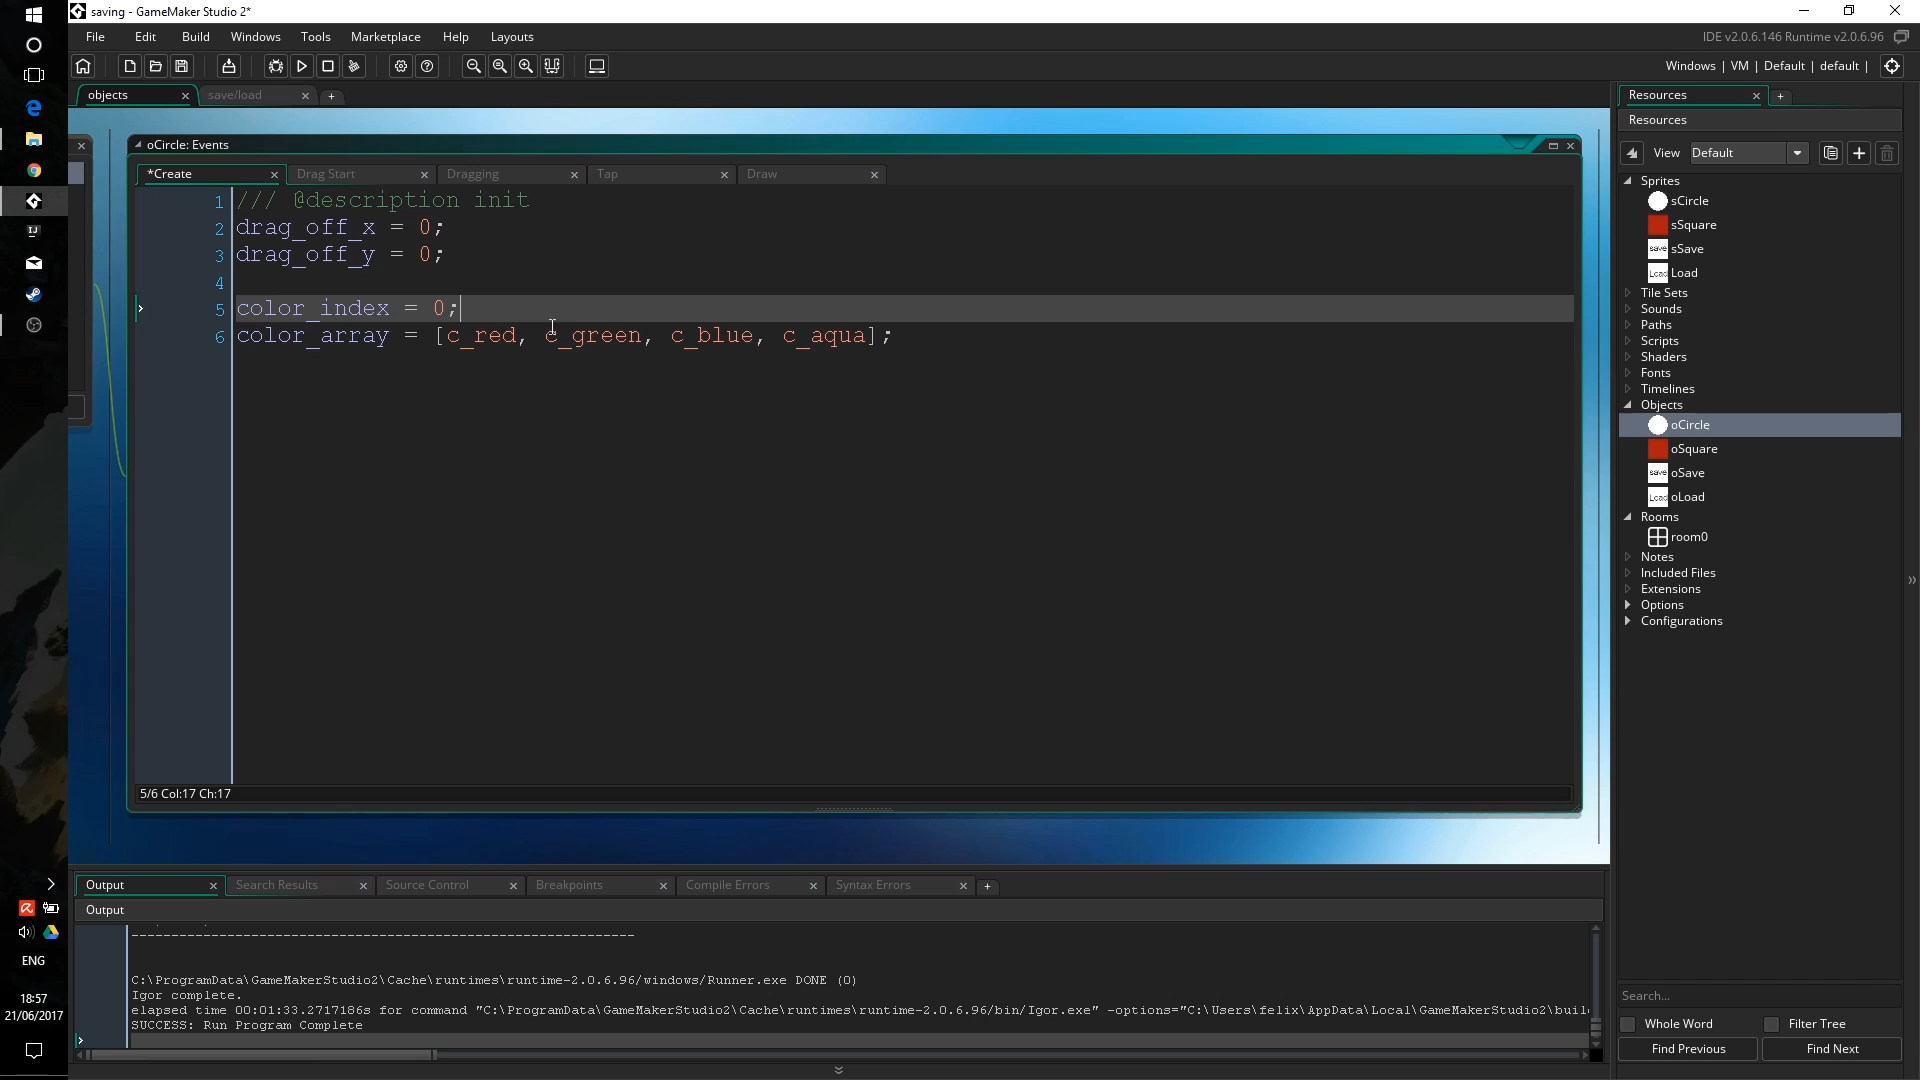 saving - GameMaker Studio 2*
File Edit Build Windows Tools Marketplace Help Layouts
IDE v2.0.6.146 Runtime v2.0.6.96
Windows | VM | Default | default |
objects save/load
Resources
Resources
View Default
oCircle: Events
*Create Drag Start Dragging Tap Draw
1 /// @description init
2 drag_off_x = 0;
3 drag_off_y = 0;
4
5 color_index = 0;
6 color_array = [c_red, c_green, c_blue, c_aqua];
5/6 Col:17 Ch:17
Sprites
sCircle
sSquare
save sSave
Load Load
Tile Sets
Sounds
Paths
Scripts
Shaders
Fonts
Timelines
Objects
oCircle
oSquare
save oSave
Load oLoad
Rooms
room0
Notes
Included Files
Extensions
Options
Configurations
Search...
Whole Word Filter Tree
Find Previous Find Next
Output Search Results Source Control Breakpoints Compile Errors Syntax Errors
Output
------------------------------------------------------------
C:\ProgramData\GameMakerStudio2\Cache\runtimes\runtime-2.0.6.96/windows/Runner.exe DONE (0)
Igor complete.
elapsed time 00:01:33.2717186s for command "C:\ProgramData\GameMakerStudio2\Cache\runtimes\runtime-2.0.6.96/bin/Igor.exe" -options="C:\Users\felix\AppData\Local\GameMakerStudio2\buil
SUCCESS: Run Program Complete
IJ
ENG
18:57
21/06/2017